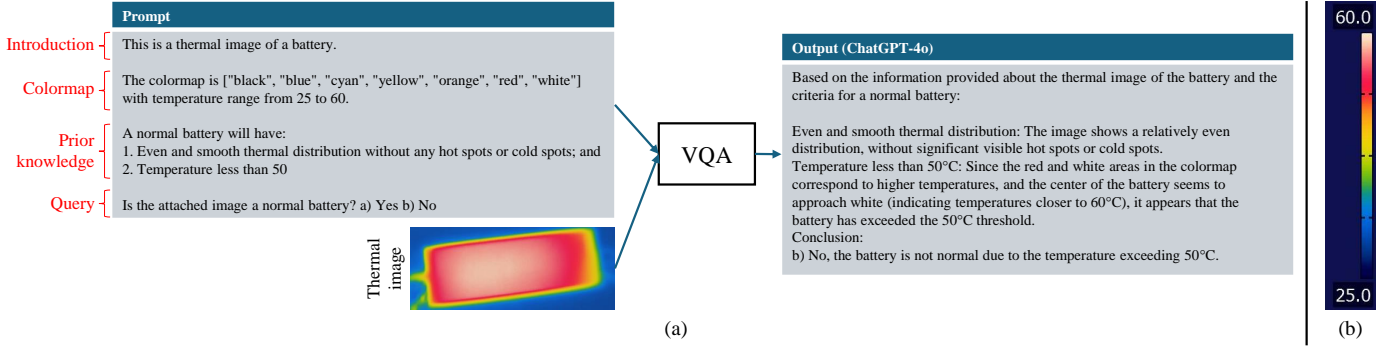 Prompt
Introduction
This is a thermal image of a battery.
Colormap
The colormap is ["black", "blue", "cyan", "yellow", "orange", "red", "white"]
with temperature range from 25 to 60.
Prior
knowledge
A normal battery will have:
1. Even and smooth thermal distribution without any hot spots or cold spots; and
2. Temperature less than 50
Query
Is the attached image a normal battery? a) Yes b) No
Thermal
image
VQA
Output (ChatGPT-4o)
Based on the information provided about the thermal image of the battery and the
criteria for a normal battery:
Even and smooth thermal distribution: The image shows a relatively even
distribution, without significant visible hot spots or cold spots.
Temperature less than 50°C: Since the red and white areas in the colormap
correspond to higher temperatures, and the center of the battery seems to
approach white (indicating temperatures closer to 60°C), it appears that the
battery has exceeded the 50°C threshold.
Conclusion:
b) No, the battery is not normal due to the temperature exceeding 50°C.
(a)
60.0
25.0
(b)